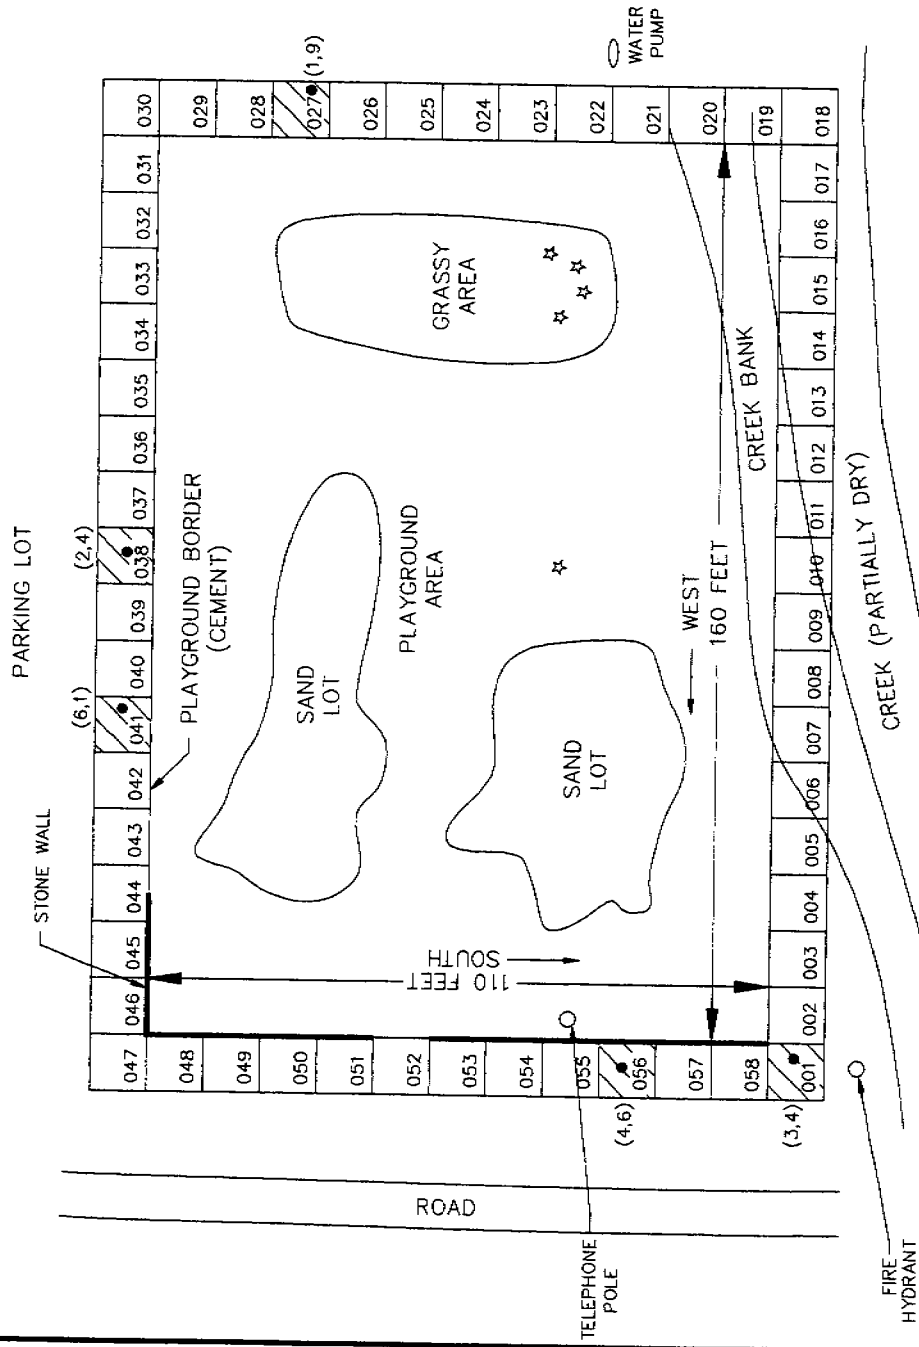 PARKING LOT
STONE WALL
PLAYGROUND BORDER
(CEMENT)
(6,1)
(2,4)
(1,9)
047
046
045
044
043
042
041
040
039
038
037
036
035
034
033
032
031
030
029
028
027
026
025
024
023
022
021
020
019
018
048
049
050
051
052
053
054
055
056
057
058
(4,6)
(3,4)
001
002
003
004
005
006
007
008
009
010
011
012
013
014
015
016
017
SAND
LOT
SAND
LOT
PLAYGROUND
AREA
GRASSY
AREA
WATER
PUMP
110 FEET
SOUTH
WEST
160 FEET
CREEK BANK
CREEK (PARTIALLY DRY)
ROAD
TELEPHONE
POLE
FIRE
HYDRANT